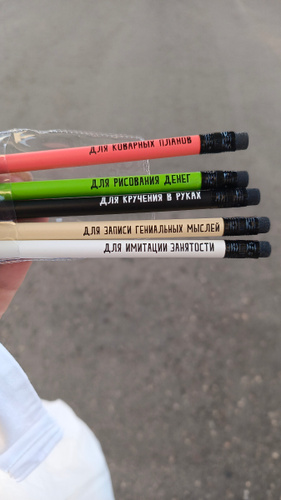 ДЛЯ КОВАРНЫХ ПЛАНОВ
ДЛЯ РИСОВАНИЯ ДЕНЕГ
ДЛЯ КРУЧЕНИЯ В РУКАХ
ДЛЯ ЗАПИСИ ГЕНИАЛЬНЫХ МЫСЛЕЙ
ДЛЯ ИМИТАЦИИ ЗАНЯТОСТИ